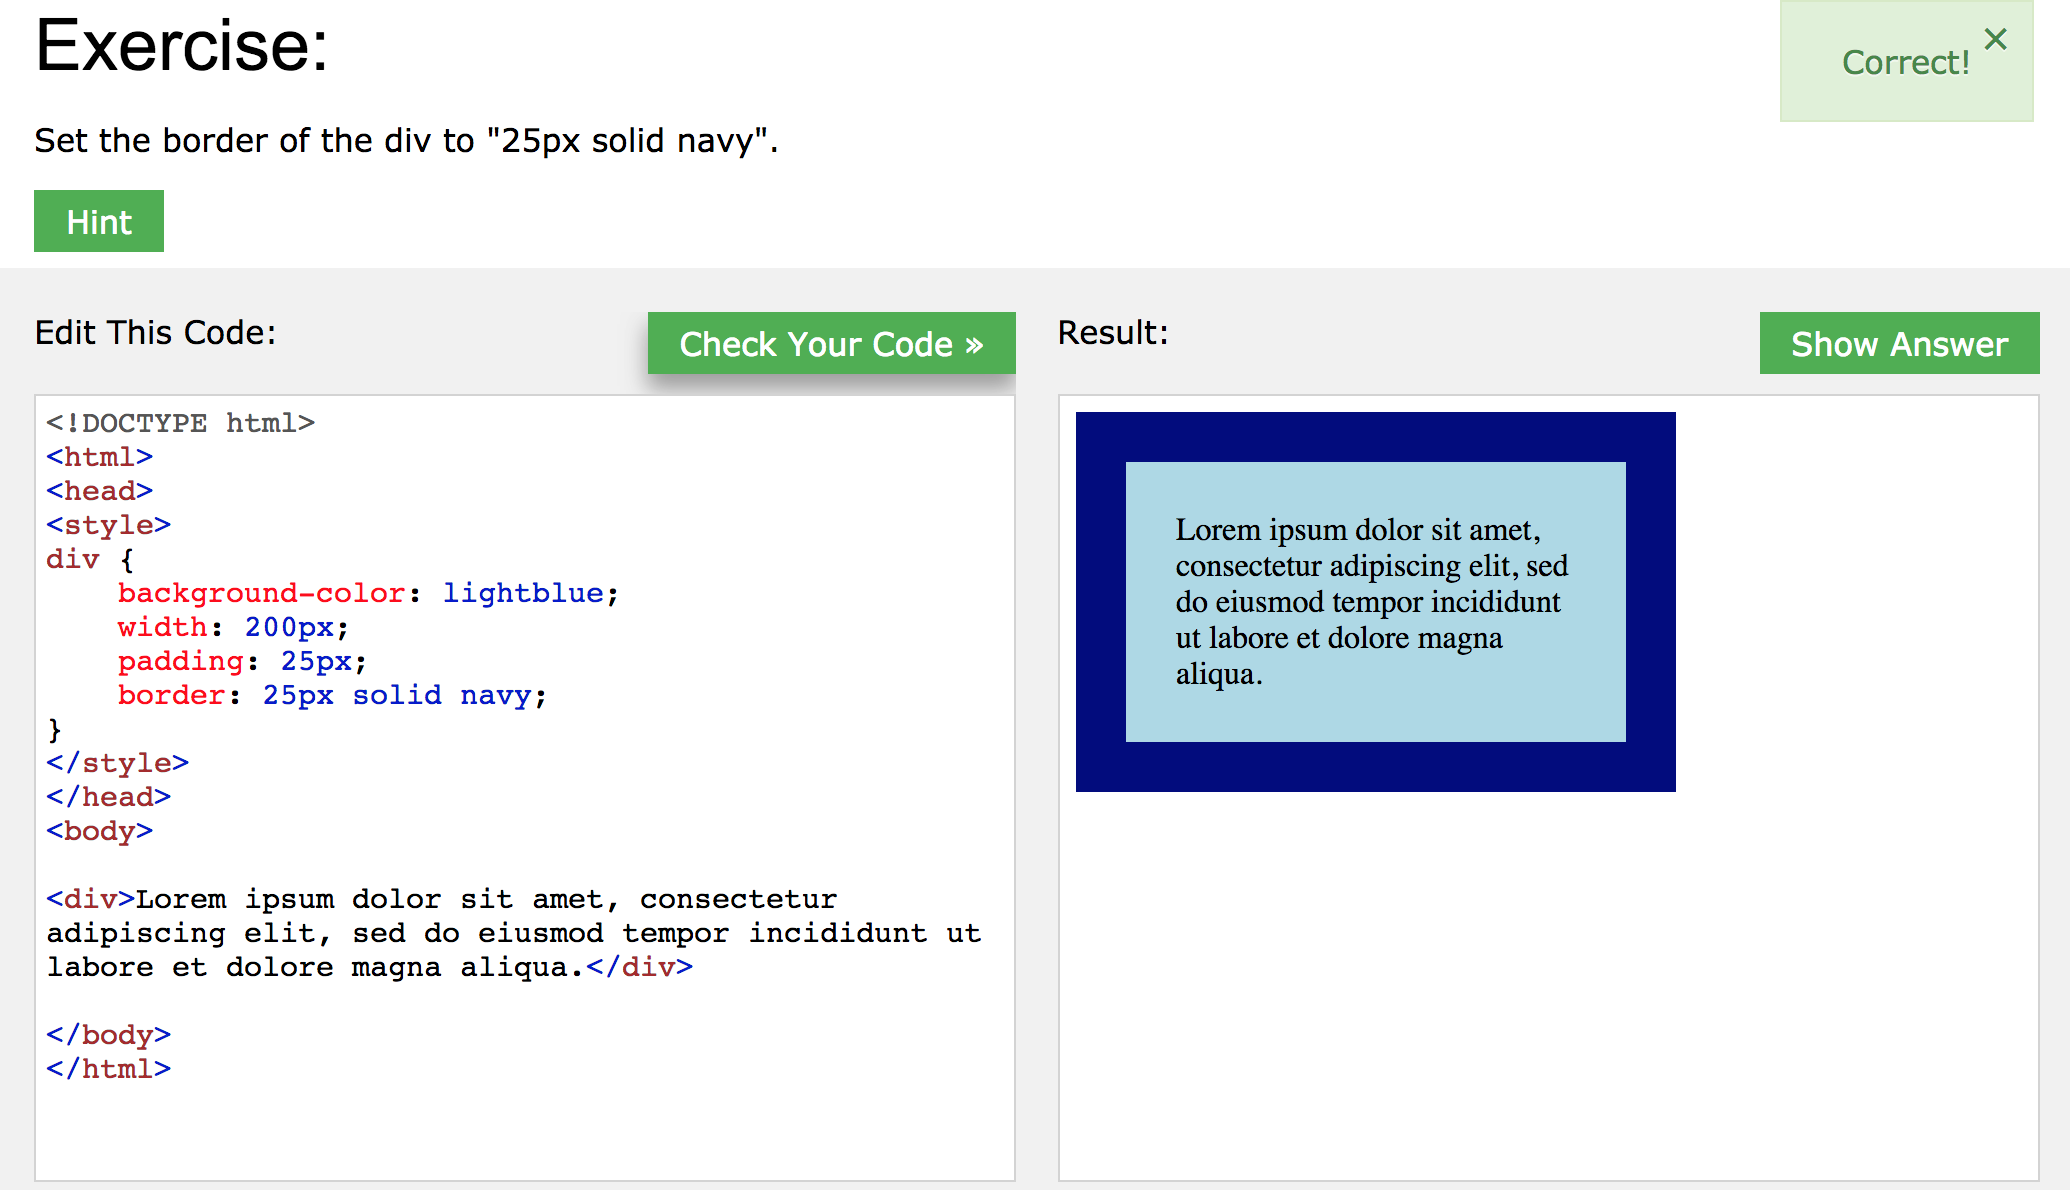 Exercise:
Correct!
×
Set the border of the div to "25px solid navy".
Hint
Edit This Code:
Check Your Code »
<!DOCTYPE html>
<html>
<head>
<style>
div {
    background-color: lightblue;
    width: 200px;
    padding: 25px;
    border: 25px solid navy;
}
</style>
</head>
<body>

<div>Lorem ipsum dolor sit amet, consectetur
adipiscing elit, sed do eiusmod tempor incididunt ut
labore et dolore magna aliqua.</div>

</body>
</html>
Result:
Show Answer
Lorem ipsum dolor sit amet,
consectetur adipiscing elit, sed
do eiusmod tempor incididunt
ut labore et dolore magna
aliqua.